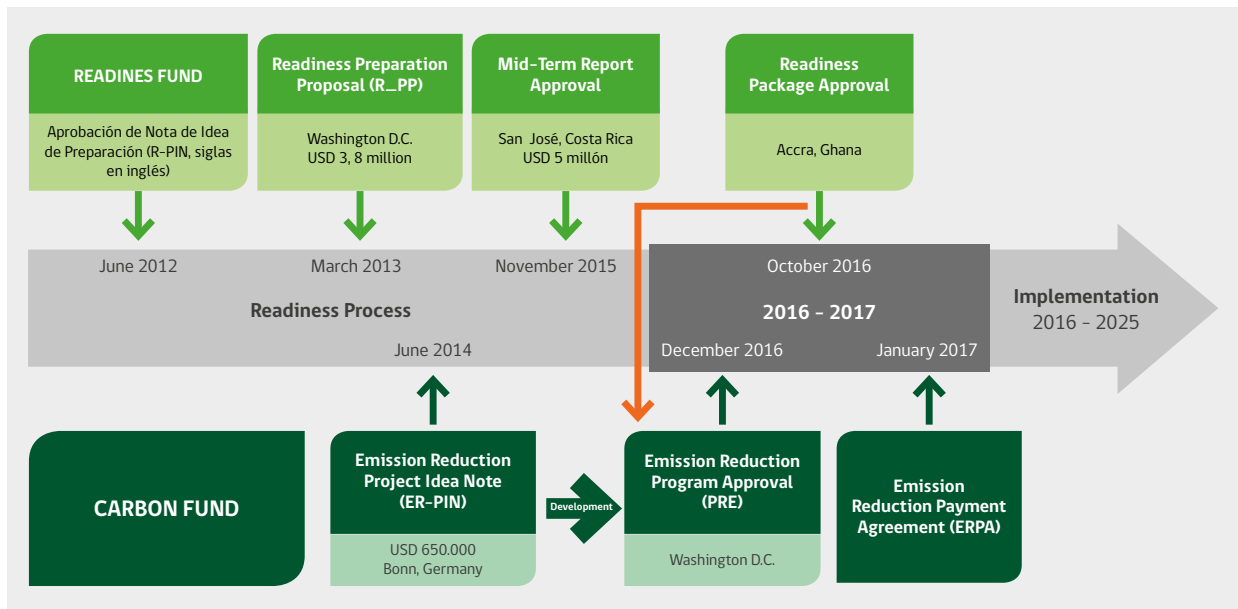 READINES FUND
Aprobación de Nota de Idea
de Preparación (R-PIN, siglas
en inglés)
Readiness Preparation
Proposal (R_PP)
Washington D.C.
USD 3, 8 million
Mid-Term Report
Approval
San José, Costa Rica
USD 5 millón
Readiness
Package Approval
Accra, Ghana
June 2012
March 2013
November 2015
October 2016
Readiness Process
2016 - 2017
Implementation
2016 - 2025
June 2014
December 2016
January 2017
CARBON FUND
Emission Reduction
Project Idea Note
(ER-PIN)
USD 650.000
Bonn, Germany
Development
Emission Reduction
Program Approval
(PRE)
Washington D.C.
Emission
Reduction Payment
Agreement (ERPA)